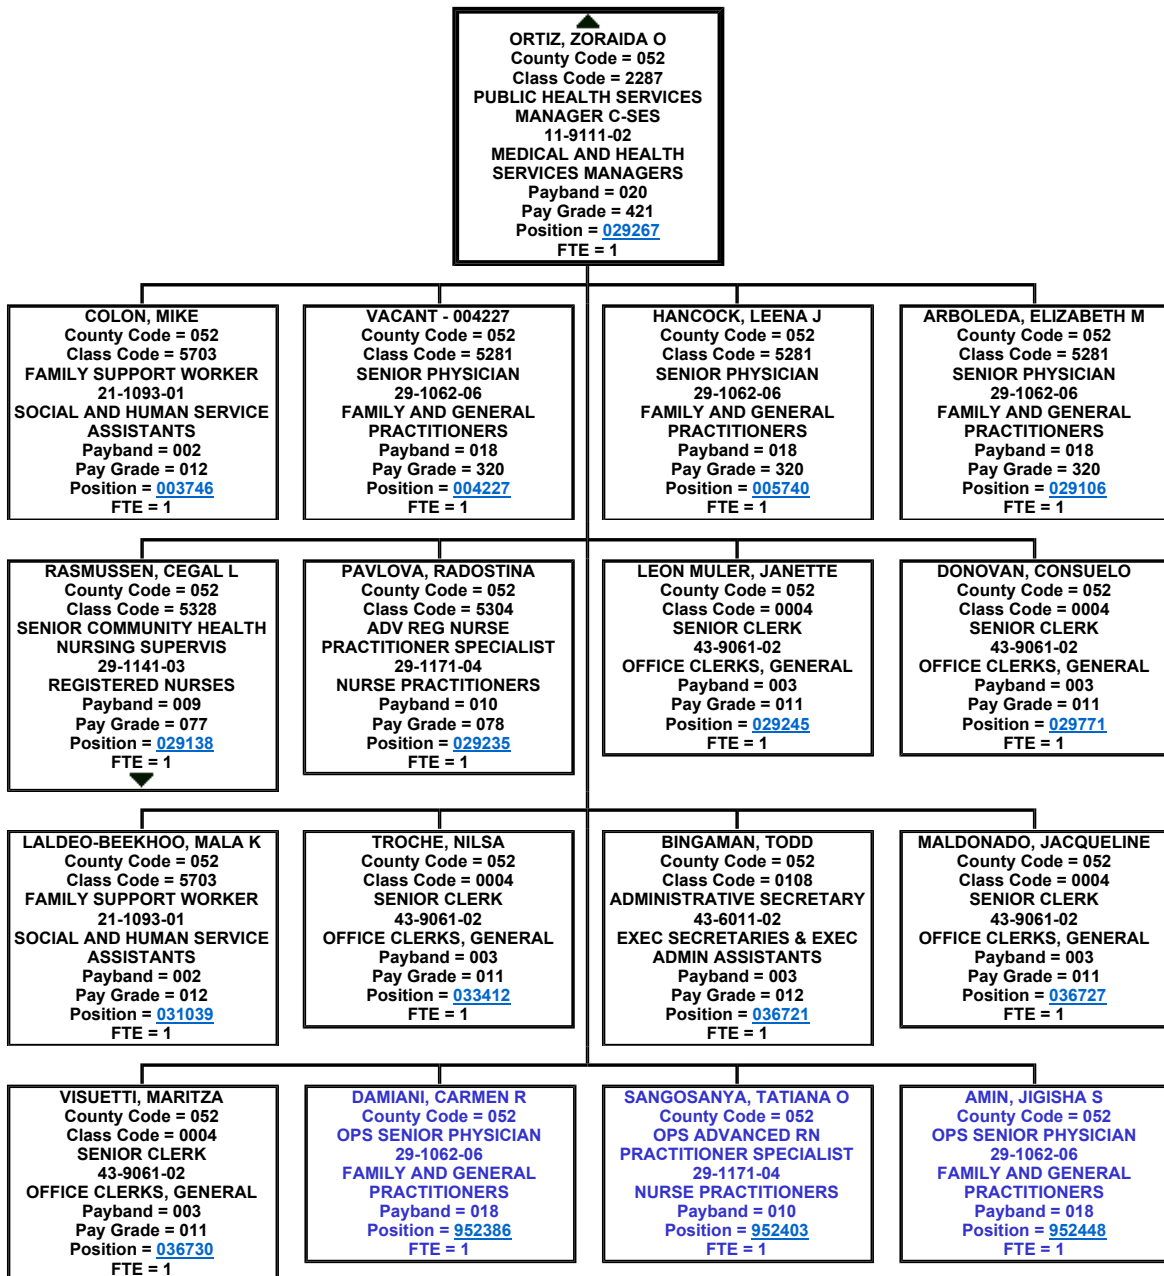 ORTIZ, ZORAIDA O
County Code = 052
Class Code = 2287
PUBLIC HEALTH SERVICES
MANAGER C-SES
11-9111-02
MEDICAL AND HEALTH
SERVICES MANAGERS
Payband = 020
Pay Grade = 421
Position = 029267
FTE = 1
COLON, MIKE
County Code = 052
Class Code = 5703
FAMILY SUPPORT WORKER
21-1093-01
SOCIAL AND HUMAN SERVICE
ASSISTANTS
Payband = 002
Pay Grade = 012
Position = 003746
FTE = 1
VACANT - 004227
County Code = 052
Class Code = 5281
SENIOR PHYSICIAN
29-1062-06
FAMILY AND GENERAL
PRACTITIONERS
Payband = 018
Pay Grade = 320
Position = 004227
FTE = 1
HANCOCK, LEENA J
County Code = 052
Class Code = 5281
SENIOR PHYSICIAN
29-1062-06
FAMILY AND GENERAL
PRACTITIONERS
Payband = 018
Pay Grade = 320
Position = 005740
FTE = 1
ARBOLEDA, ELIZABETH M
County Code = 052
Class Code = 5281
SENIOR PHYSICIAN
29-1062-06
FAMILY AND GENERAL
PRACTITIONERS
Payband = 018
Pay Grade = 320
Position = 029106
FTE = 1
RASMUSSEN, CEGAL L
County Code = 052
Class Code = 5328
SENIOR COMMUNITY HEALTH
NURSING SUPERVIS
29-1141-03
REGISTERED NURSES
Payband = 009
Pay Grade = 077
Position = 029138
FTE = 1
PAVLOVA, RADOSTINA
County Code = 052
Class Code = 5304
ADV REG NURSE
PRACTITIONER SPECIALIST
29-1171-04
NURSE PRACTITIONERS
Payband = 010
Pay Grade = 078
Position = 029235
FTE = 1
LEON MULER, JANETTE
County Code = 052
Class Code = 0004
SENIOR CLERK
43-9061-02
OFFICE CLERKS, GENERAL
Payband = 003
Pay Grade = 011
Position = 029245
FTE = 1
DONOVAN, CONSUELO
County Code = 052
Class Code = 0004
SENIOR CLERK
43-9061-02
OFFICE CLERKS, GENERAL
Payband = 003
Pay Grade = 011
Position = 029771
FTE = 1
LALDEO-BEEKHOO, MALA K
County Code = 052
Class Code = 5703
FAMILY SUPPORT WORKER
21-1093-01
SOCIAL AND HUMAN SERVICE
ASSISTANTS
Payband = 002
Pay Grade = 012
Position = 031039
FTE = 1
TROCHE, NILSA
County Code = 052
Class Code = 0004
SENIOR CLERK
43-9061-02
OFFICE CLERKS, GENERAL
Payband = 003
Pay Grade = 011
Position = 033412
FTE = 1
BINGAMAN, TODD
County Code = 052
Class Code = 0108
ADMINISTRATIVE SECRETARY
43-6011-02
EXEC SECRETARIES & EXEC
ADMIN ASSISTANTS
Payband = 003
Pay Grade = 012
Position = 036721
FTE = 1
MALDONADO, JACQUELINE
County Code = 052
Class Code = 0004
SENIOR CLERK
43-9061-02
OFFICE CLERKS, GENERAL
Payband = 003
Pay Grade = 011
Position = 036727
FTE = 1
VISUETTI, MARITZA
County Code = 052
Class Code = 0004
SENIOR CLERK
43-9061-02
OFFICE CLERKS, GENERAL
Payband = 003
Pay Grade = 011
Position = 036730
FTE = 1
DAMIANI, CARMEN R
County Code = 052
OPS SENIOR PHYSICIAN
29-1062-06
FAMILY AND GENERAL
PRACTITIONERS
Payband = 018
Position = 952386
FTE = 1
SANGOSANYA, TATIANA O
County Code = 052
OPS ADVANCED RN
PRACTITIONER SPECIALIST
29-1171-04
NURSE PRACTITIONERS
Payband = 010
Position = 952403
FTE = 1
AMIN, JIGISHA S
County Code = 052
OPS SENIOR PHYSICIAN
29-1062-06
FAMILY AND GENERAL
PRACTITIONERS
Payband = 018
Position = 952448
FTE = 1